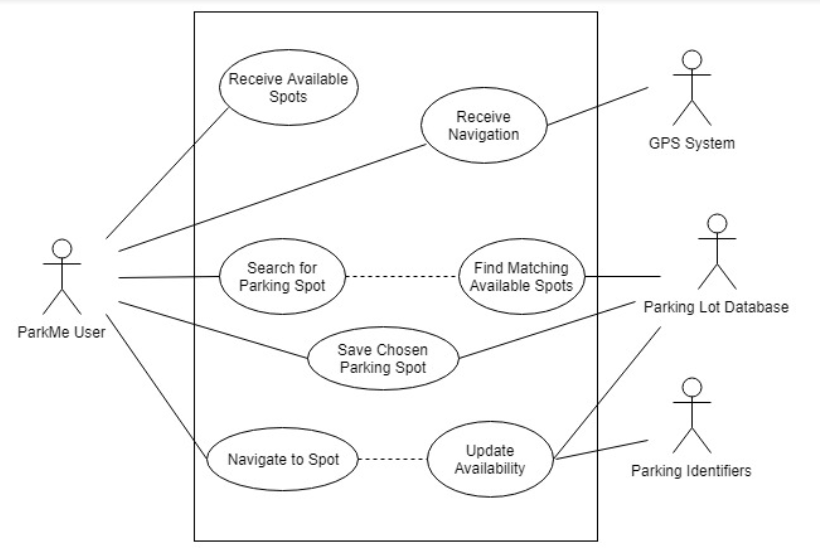 Receive Available
Spots
Receive
Navigation
GPS System
Search for
Parking Spot
Find Matching
Available Spots
Parking Lot Database
ParkMe User
Save Chosen
Parking Spot
Navigate to Spot
Update
Availability
Parking Identifiers